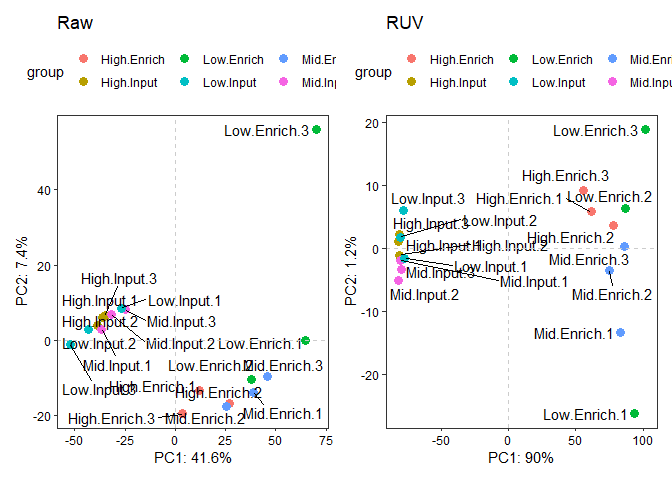 Raw
group
High.Enrich
Low.Enrich
Mid.Er
High.Input
Low.Input
Mid.Inp
Low.Enrich.3
High.Input.3
High.Input.1
Low.Input.1
High.Input.2
Mid.Input.3
Low.Input.2
Mid.Input.2
Low.Enrich.1
Mid.Input.1
Low.Enrich.2
Mid.Enrich.3
Low.Input.3
High.Enrich.1
High.Enrich.2
High.Enrich.3
Mid.Enrich.2
Mid.Enrich.1
40
20
0
-20
-50
-25
0
25
50
75
PC2: 7.4%
PC1: 41.6%
RUV
group
High.Enrich
Low.Enrich
Mid.Enri
High.Input
Low.Input
Mid.Inpu
Low.Enrich.3
High.Enrich.3
Low.Input.3
High.Enrich.1
Low.Enrich.2
High.Input.3
Low.Input.2
High.Input.1
High.Input.2
High.Enrich.2
Mid.Input.3
Low.Input.1
Mid.Enrich.3
Mid.Input.1
Mid.Input.2
Mid.Enrich.2
Mid.Enrich.1
Low.Enrich.1
20
10
0
-10
-20
-50
0
50
100
PC2: 1.2%
PC1: 90%